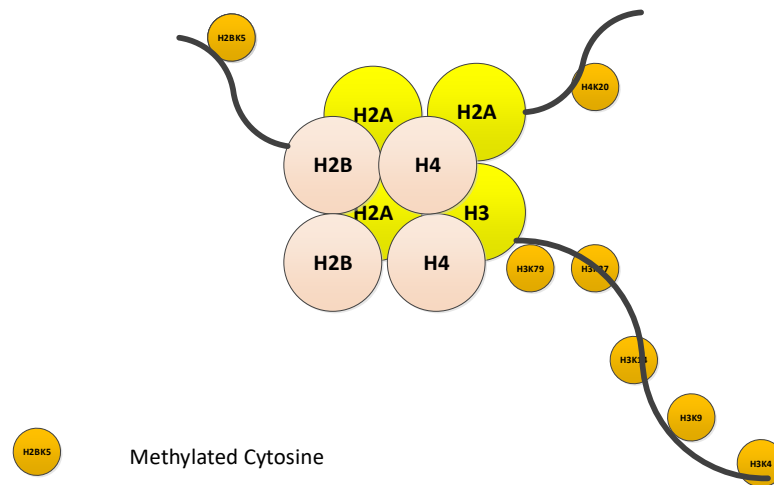 H2BK5
H4K20
H2A
H2A
H2B
H4
H2A
H3
H2B
H4
H3K79
H3K9
H3K4
H2BK5
Methylated Cytosine